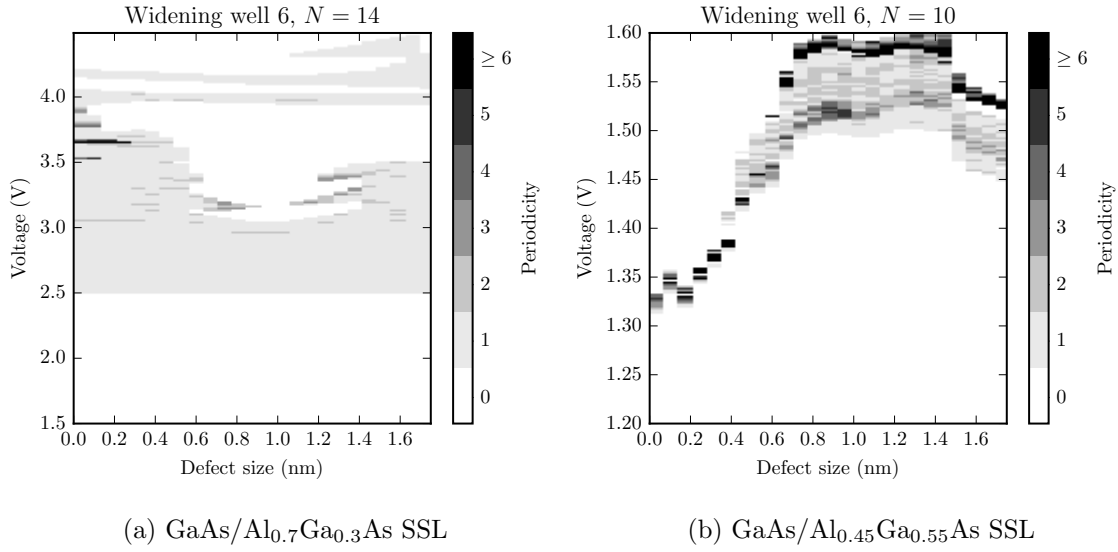 Widening well 6, N = 14
4.0
3.5
3.0
2.5
2.0
1.5
Voltage (V)
0.0 0.2 0.4 0.6 0.8 1.0 1.2 1.4 1.6
Defect size (nm)
≥ 6
5
4
3
2
1
0
Periodicity
(a) GaAs/Al0.7Ga0.3As SSL
Widening well 6, N = 10
1.60
1.55
1.50
1.45
1.40
1.35
1.30
1.25
1.20
Voltage (V)
0.0 0.2 0.4 0.6 0.8 1.0 1.2 1.4 1.6
Defect size (nm)
≥ 6
5
4
3
2
1
0
Periodicity
(b) GaAs/Al0.45Ga0.55As SSL